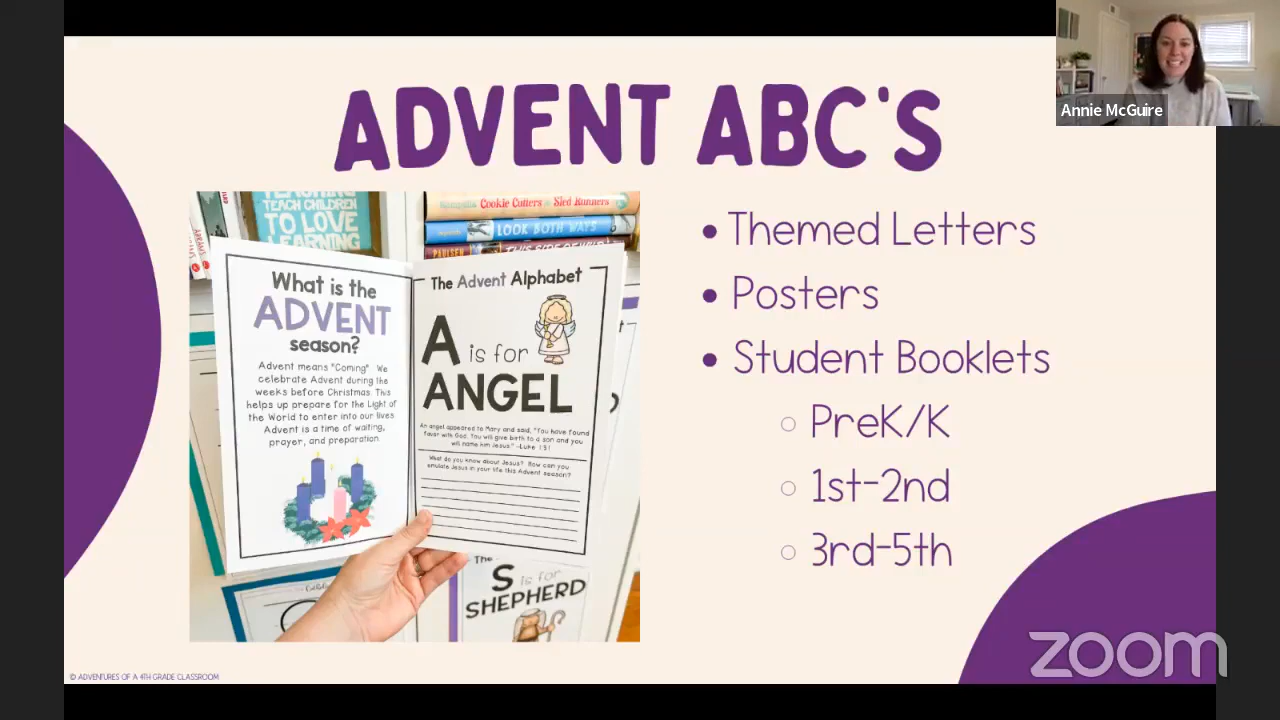 ADVENT ABC'S
Annie McGuire
TEACHING
TEACH CHILDREN
TO LOVE
LEARNING
Cookie Cutters & Sled Runners
LOOK BOTH WAYS
PAULSEN
THIS SIDE OF WILD
What is the
ADVENT
season?
Advent means "Coming" We
celebrate Advent during the
weeks before Christmas. This
helps up prepare for the Light of
the World to enter into our lives
Advent is a time of waiting,
prayer, and preparation.
The Advent Alphabet
A is for
ANGEL
An angel appeared to Mary and said, "You have found
favor with God. You will give birth to a son and you
will name him Jesus." -Luke 1:31
What do you know about Jesus? How can you
emulate Jesus in your life this Advent season?
The
S is for
SHEPHERD
• Themed Letters
• Posters
• Student Booklets
○ PreK/K
○ 1st-2nd
○ 3rd-5th
© ADVENTURES OF A 4TH GRADE CLASSROOM
zoom